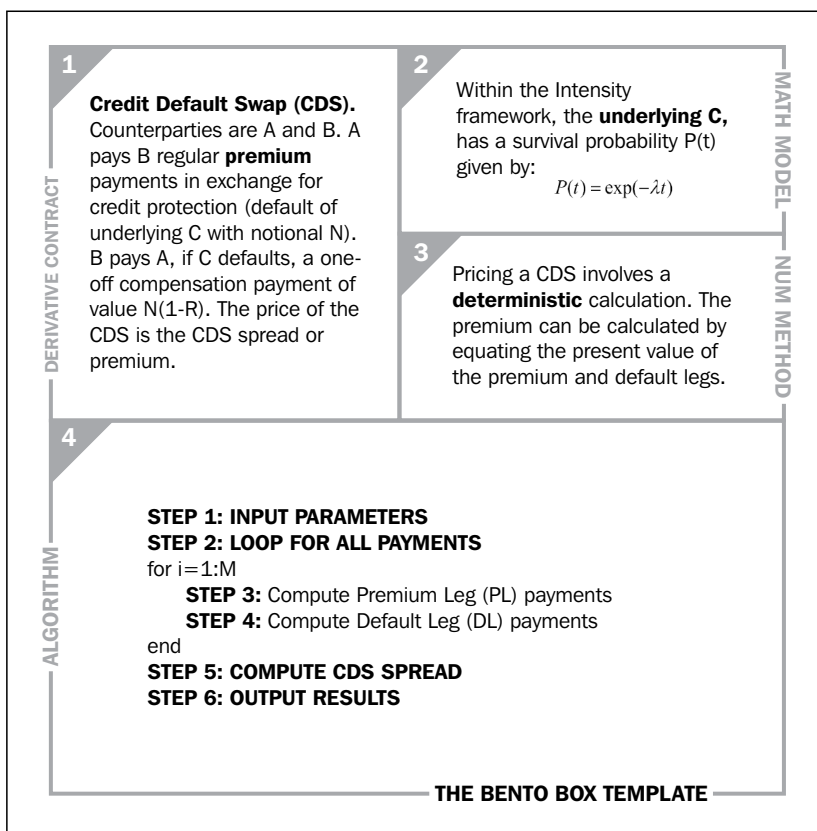 1
DERIVATIVE CONTRACT
Credit Default Swap (CDS).
Counterparties are A and B. A
pays B regular premium
payments in exchange for
credit protection (default of
underlying C with notional N).
B pays A, if C defaults, a one-
off compensation payment of
value N(1-R). The price of the
CDS is the CDS spread or
premium.
2
MATH MODEL
Within the Intensity
framework, the underlying C,
has a survival probability P(t)
given by:
P(t) = exp(−λt)
3
NUM METHOD
Pricing a CDS involves a
deterministic calculation. The
premium can be calculated by
equating the present value of
the premium and default legs.
4
ALGORITHM
STEP 1: INPUT PARAMETERS
STEP 2: LOOP FOR ALL PAYMENTS
for i=1:M
STEP 3: Compute Premium Leg (PL) payments
STEP 4: Compute Default Leg (DL) payments
end
STEP 5: COMPUTE CDS SPREAD
STEP 6: OUTPUT RESULTS
THE BENTO BOX TEMPLATE